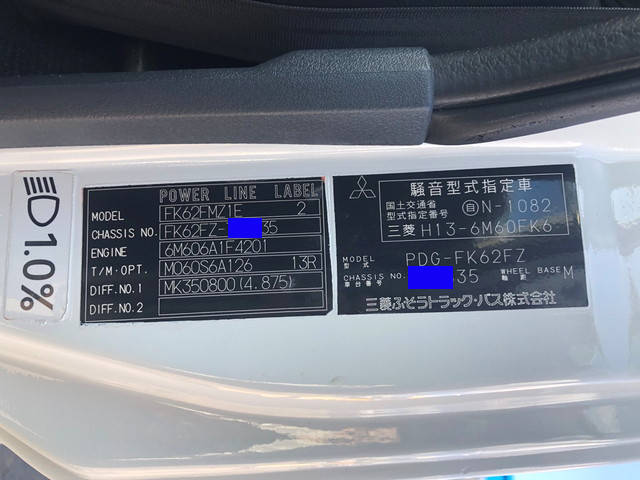 1.0%
POWER LINE LABEL
MODEL FK62FMZ1E 2
CHASSIS NO. FK62FZ- 35
ENGINE 6M606A1F4201
T/M・OPT. M060S6A126 13R
DIFF. NO.1 MK350800(4.875)
DIFF. NO.2
騒音型式指定車
国土交通省
型式指定番号 自N-1082
三菱 H13-6M60FK6
MODEL
型式 PDG-FK62FZ
CHASSIS NO. 35 WHEEL BASE M
車台番号 軸距
三菱ふそうトラック・バス株式会社